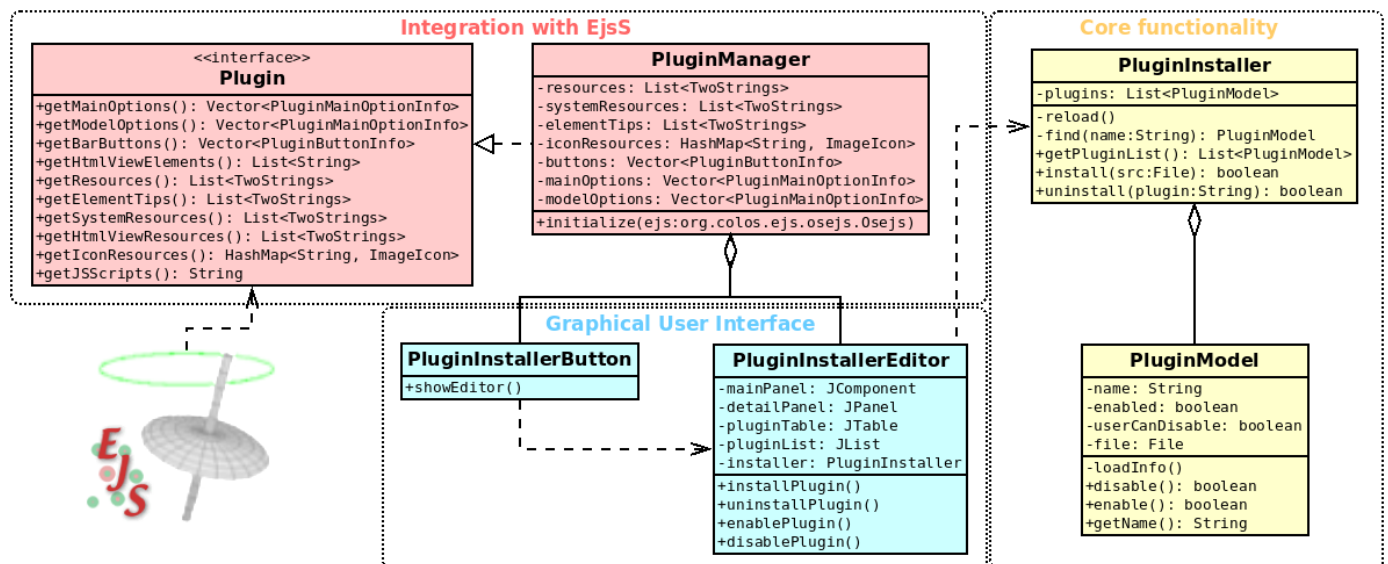 Integration with EjsS
<<interface>>
Plugin
+getMainOptions(): Vector<PluginMainOptionInfo>
+getModelOptions(): Vector<PluginMainOptionInfo>
+getBarButtons(): Vector<PluginButtonInfo>
+getHtmlViewElements(): List<String>
+getResources(): List<TwoStrings>
+getElementTips(): List<TwoStrings>
+getSystemResources(): List<TwoStrings>
+getHtmlViewResources(): List<TwoStrings>
+getIconResources(): HashMap<String, ImageIcon>
+getJSScripts(): String
PluginManager
-resources: List<TwoStrings>
-systemResources: List<TwoStrings>
-elementTips: List<TwoStrings>
-iconResources: HashMap<String, ImageIcon>
-buttons: Vector<PluginButtonInfo>
-mainOptions: Vector<PluginMainOptionInfo>
-modelOptions: Vector<PluginMainOptionInfo>
+initialize(ejs:org.colos.ejs.osejs.Osejs)
Core functionality
PluginInstaller
-plugins: List<PluginModel>
-reload()
-find(name:String): PluginModel
+getPluginList(): List<PluginModel>
+install(src:File): boolean
+uninstall(plugin:String): boolean
Graphical User Interface
PluginInstallerButton
+showEditor()
PluginInstallerEditor
-mainPanel: JComponent
-detailPanel: JPanel
-pluginTable: JTable
-pluginList: JList
-installer: PluginInstaller
+installPlugin()
+uninstallPlugin()
+enablePlugin()
+disablePlugin()
PluginModel
-name: String
-enabled: boolean
-userCanDisable: boolean
-file: File
-loadInfo()
+disable(): boolean
+enable(): boolean
+getName(): String
EJS